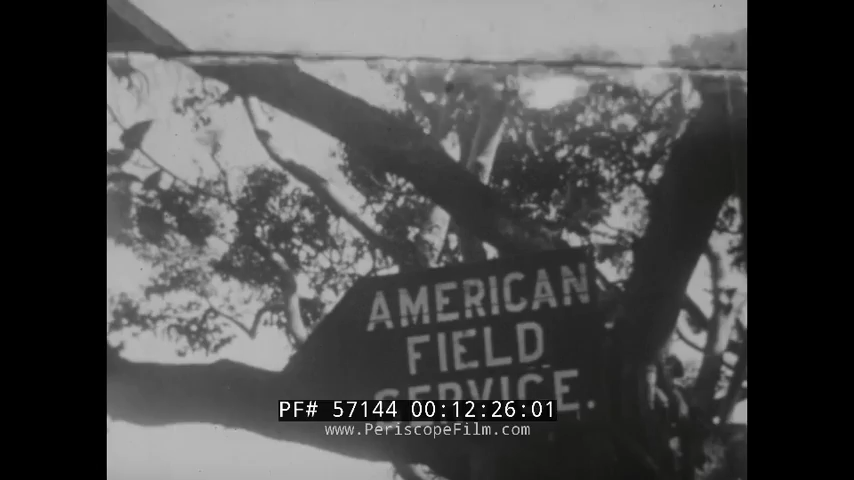 AMERICAN
FIELD
SERVICE.
PF# 57144 00:12:26:01
www.PeriscopeFilm.com